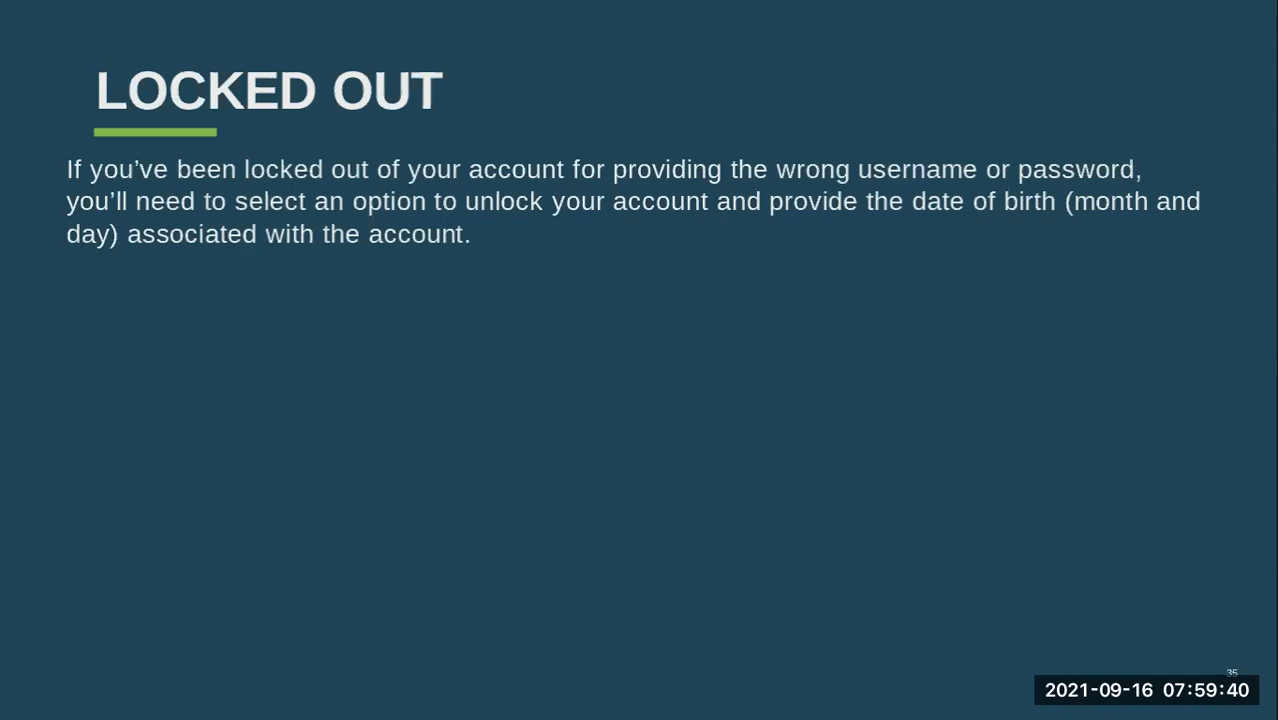 LOCKED OUT
If you’ve been locked out of your account for providing the wrong username or password,
you’ll need to select an option to unlock your account and provide the date of birth (month and
day) associated with the account.
35
2021-09-16 07:59:40